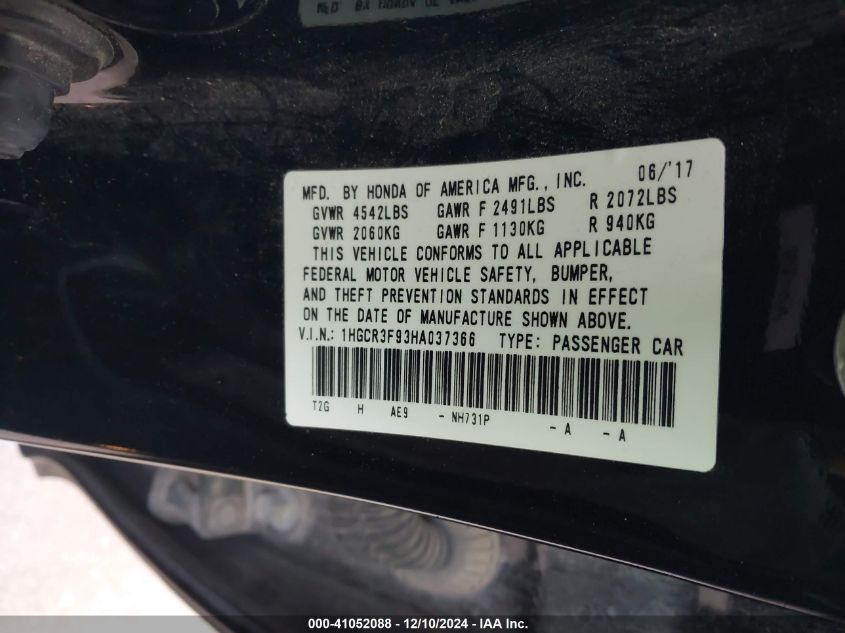 MFD. BY HONDA OF AMERICA MFG., INC. 06/'17
GVWR 4542LBS GAWR F 2491LBS R 2072LBS
GVWR 2060KG GAWR F 1130KG R 940KG
THIS VEHICLE CONFORMS TO ALL APPLICABLE
FEDERAL MOTOR VEHICLE SAFETY, BUMPER,
AND THEFT PREVENTION STANDARDS IN EFFECT
ON THE DATE OF MANUFACTURE SHOWN ABOVE.
V.I.N.: 1HGCR3F93HA037366 TYPE: PASSENGER CAR
T2G H AE9 - NH731P - A - A
000-41052088 - 12/10/2024 - IAA Inc.